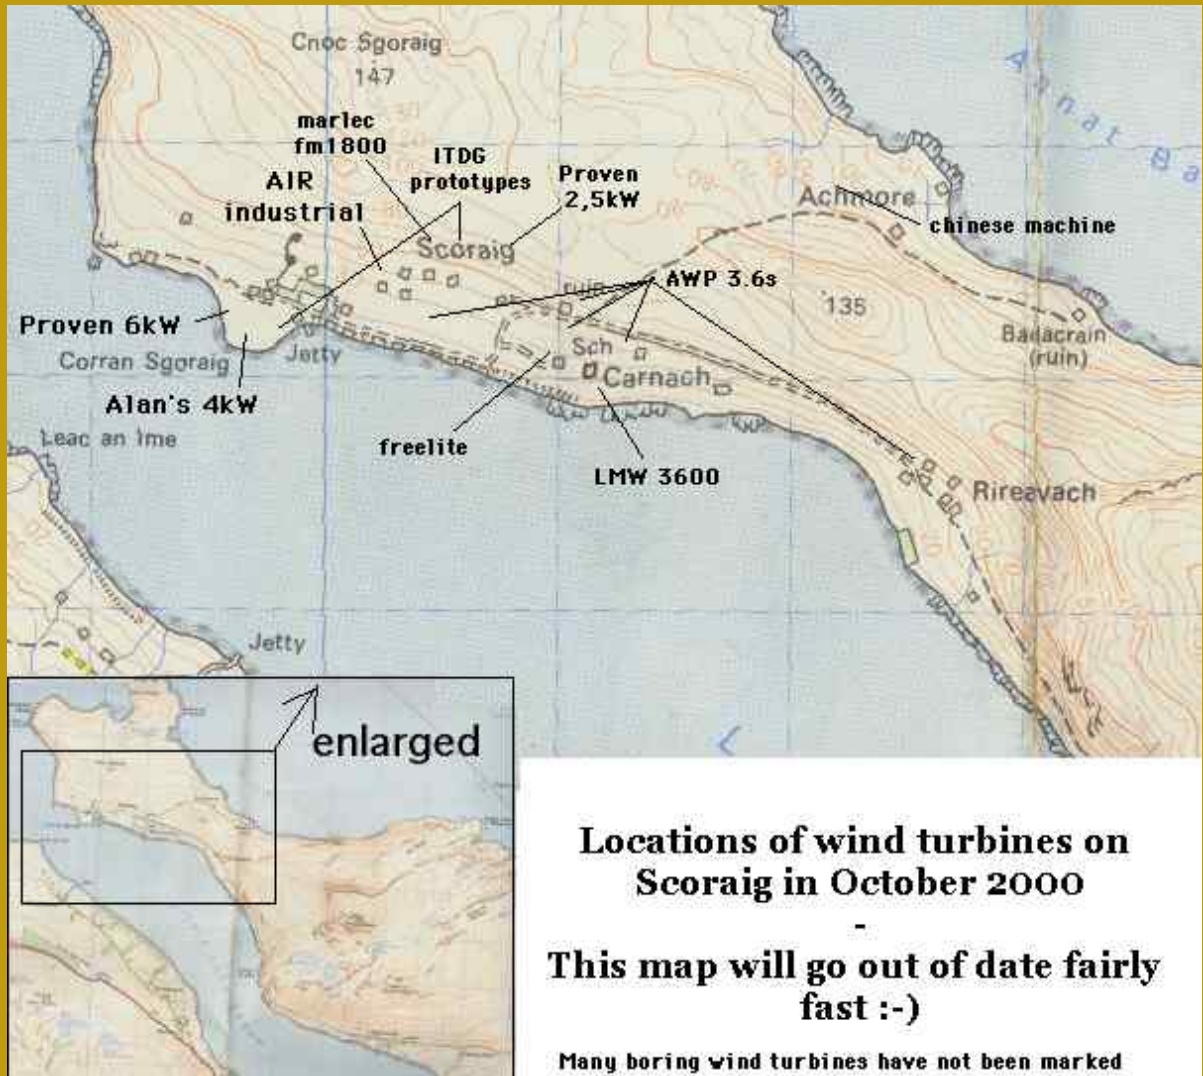 Cnoc Sgoraig
147
marlec
fm1800
ITDG
prototypes
Proven
2,5kW
AIR
industrial
Scoraig
Achmore
chinese machine
Annat Ba
ruin
AWP 3.6s
135
Proven 6kW
Corran Sgoraig
Jetty
Sch
Carnach
Badacrain
(ruin)
Alan's 4kW
Leac an Ime
freelite
LMW 3600
Rireavach
Jetty
enlarged
Locations of wind turbines on
Scoraig in October 2000
-
This map will go out of date fairly
fast :-)
Many boring wind turbines have not been marked